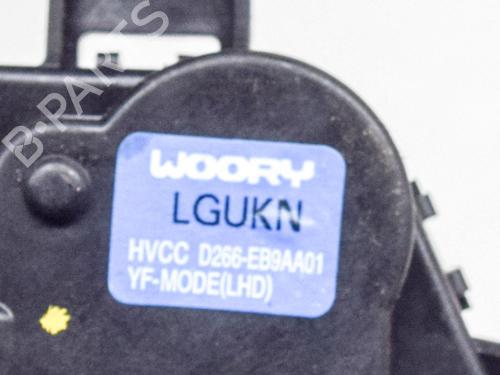 B-PARTS
WOORY
LGUKN
HVCC D266-EB9AA01
YF-MODE(LHD)